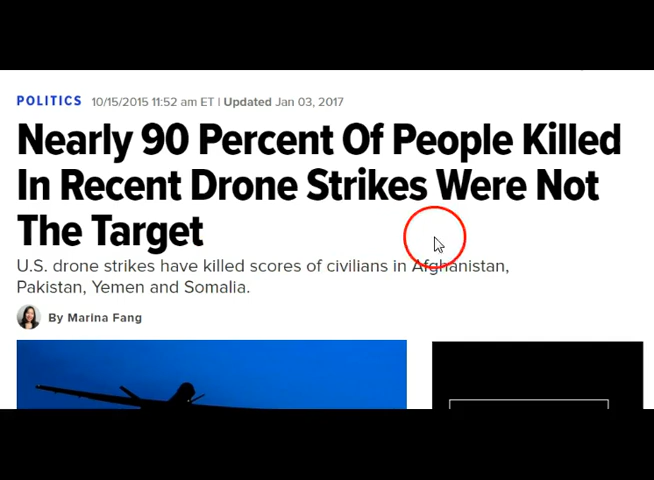 POLITICS 10/15/2015 11:52 am ET | Updated Jan 03, 2017
Nearly 90 Percent Of People Killed
In Recent Drone Strikes Were Not
The Target
U.S. drone strikes have killed scores of civilians in Afghanistan,
Pakistan, Yemen and Somalia.
By Marina Fang